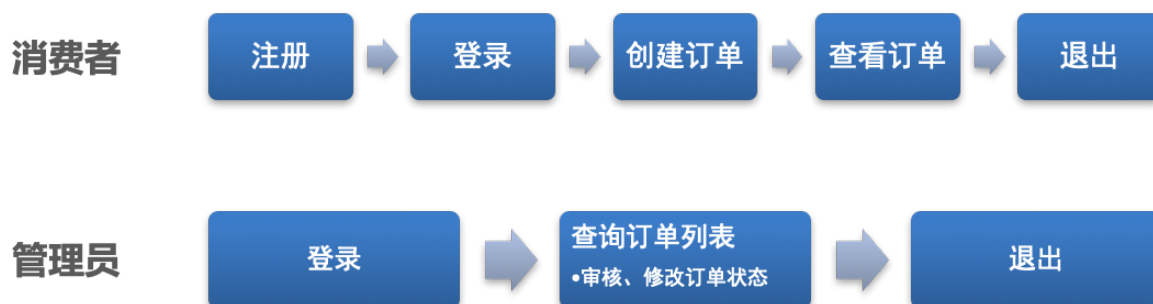 消费者
注册
登录
创建订单
查看订单
退出
管理员
登录
查询订单列表
•审核、修改订单状态
退出